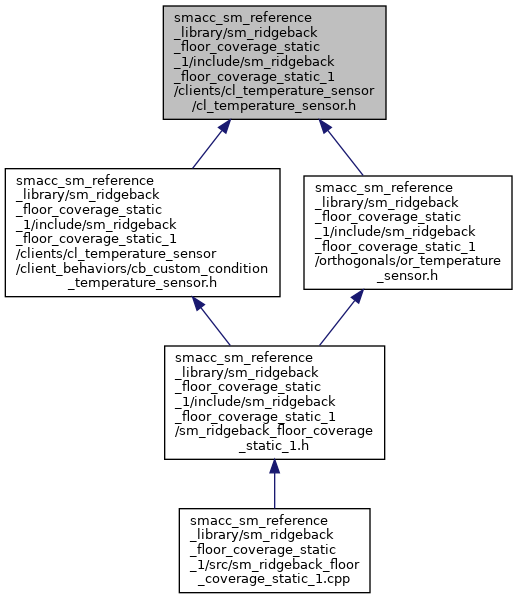 smacc_sm_reference
_library/sm_ridgeback
_floor_coverage_static
_1/include/sm_ridgeback
_floor_coverage_static_1
/clients/cl_temperature_sensor
/cl_temperature_sensor.h
smacc_sm_reference
_library/sm_ridgeback
_floor_coverage_static
_1/include/sm_ridgeback
_floor_coverage_static_1
/clients/cl_temperature_sensor
/client_behaviors/cb_custom_condition
_temperature_sensor.h
smacc_sm_reference
_library/sm_ridgeback
_floor_coverage_static
_1/include/sm_ridgeback
_floor_coverage_static_1
/orthogonals/or_temperature
_sensor.h
smacc_sm_reference
_library/sm_ridgeback
_floor_coverage_static
_1/include/sm_ridgeback
_floor_coverage_static_1
/sm_ridgeback_floor_coverage
_static_1.h
smacc_sm_reference
_library/sm_ridgeback
_floor_coverage_static
_1/src/sm_ridgeback_floor
_coverage_static_1.cpp